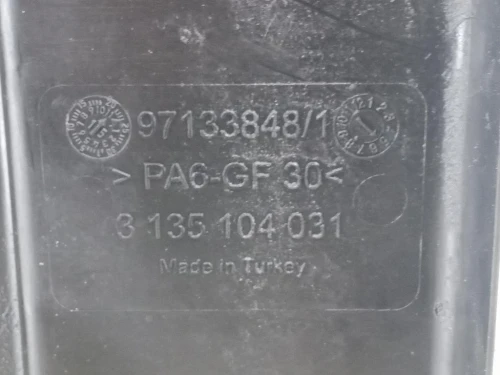 97133848/1
> PA6-GF 30<
3 135 104 031
Made in Turkey